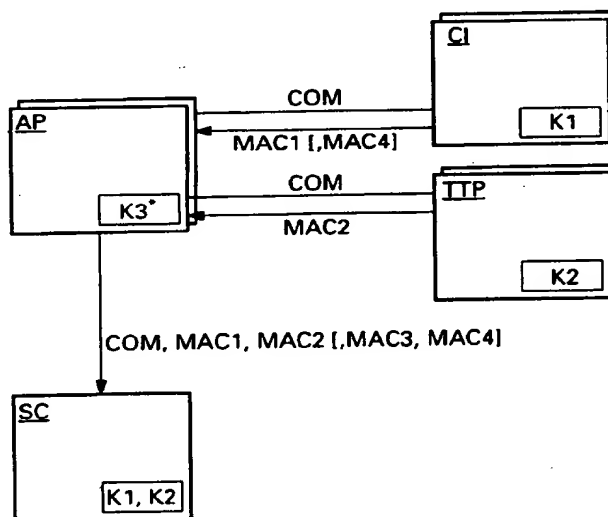 CI
COM
AP
K1
MAC1 [,MAC4]
COM
TTP
K3*
MAC2
K2
COM, MAC1, MAC2 [,MAC3, MAC4]
SC
K1, K2